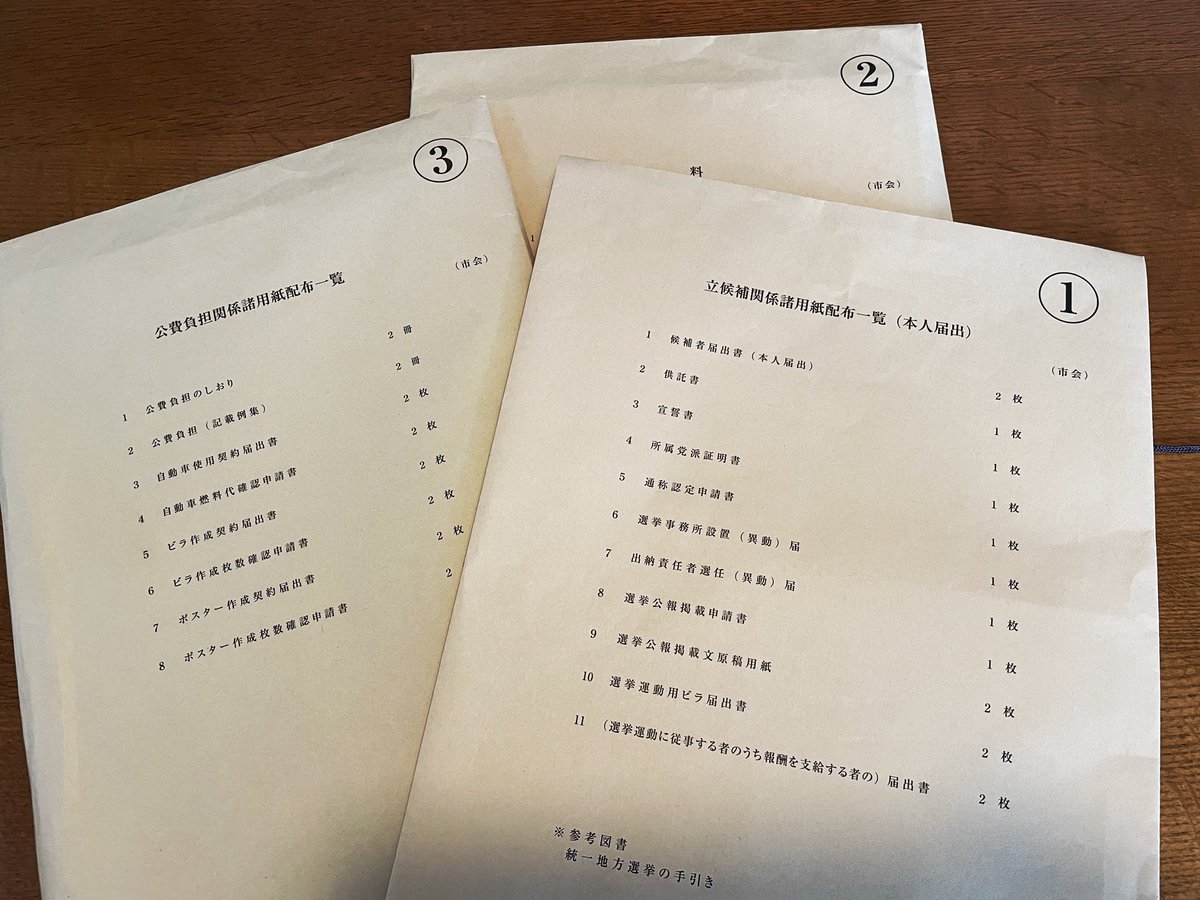 ②
料
（市会）
1
③
（市会）
公費負担関係諸用紙配布一覧
1 公費負担のしおり 2 冊
2 公費負担（記載例集） 2 冊
3 自動車使用契約届出書 2 枚
4 自動車燃料代確認申請書 2 枚
5 ビラ作成契約届出書 2 枚
6 ビラ作成枚数確認申請書 2 枚
7 ポスター作成契約届出書 2 枚
8 ポスター作成枚数確認申請書 2
①
立候補関係諸用紙配布一覧（本人届出）
（市会）
1 候補者届出書（本人届出） 2 枚
2 供託書 1 枚
3 宣誓書 1 枚
4 所属党派証明書 1 枚
5 通称認定申請書 1 枚
6 選挙事務所設置（異動）届 1 枚
7 出納責任者選任（異動）届 1 枚
8 選挙公報掲載申請書 1 枚
9 選挙公報掲載文原稿用紙 2 枚
10 選挙運動用ビラ届出書 2 枚
11 （選挙運動に従事する者のうち報酬を支給する者の）届出書 2 枚
※参考図書
統一地方選挙の手引き